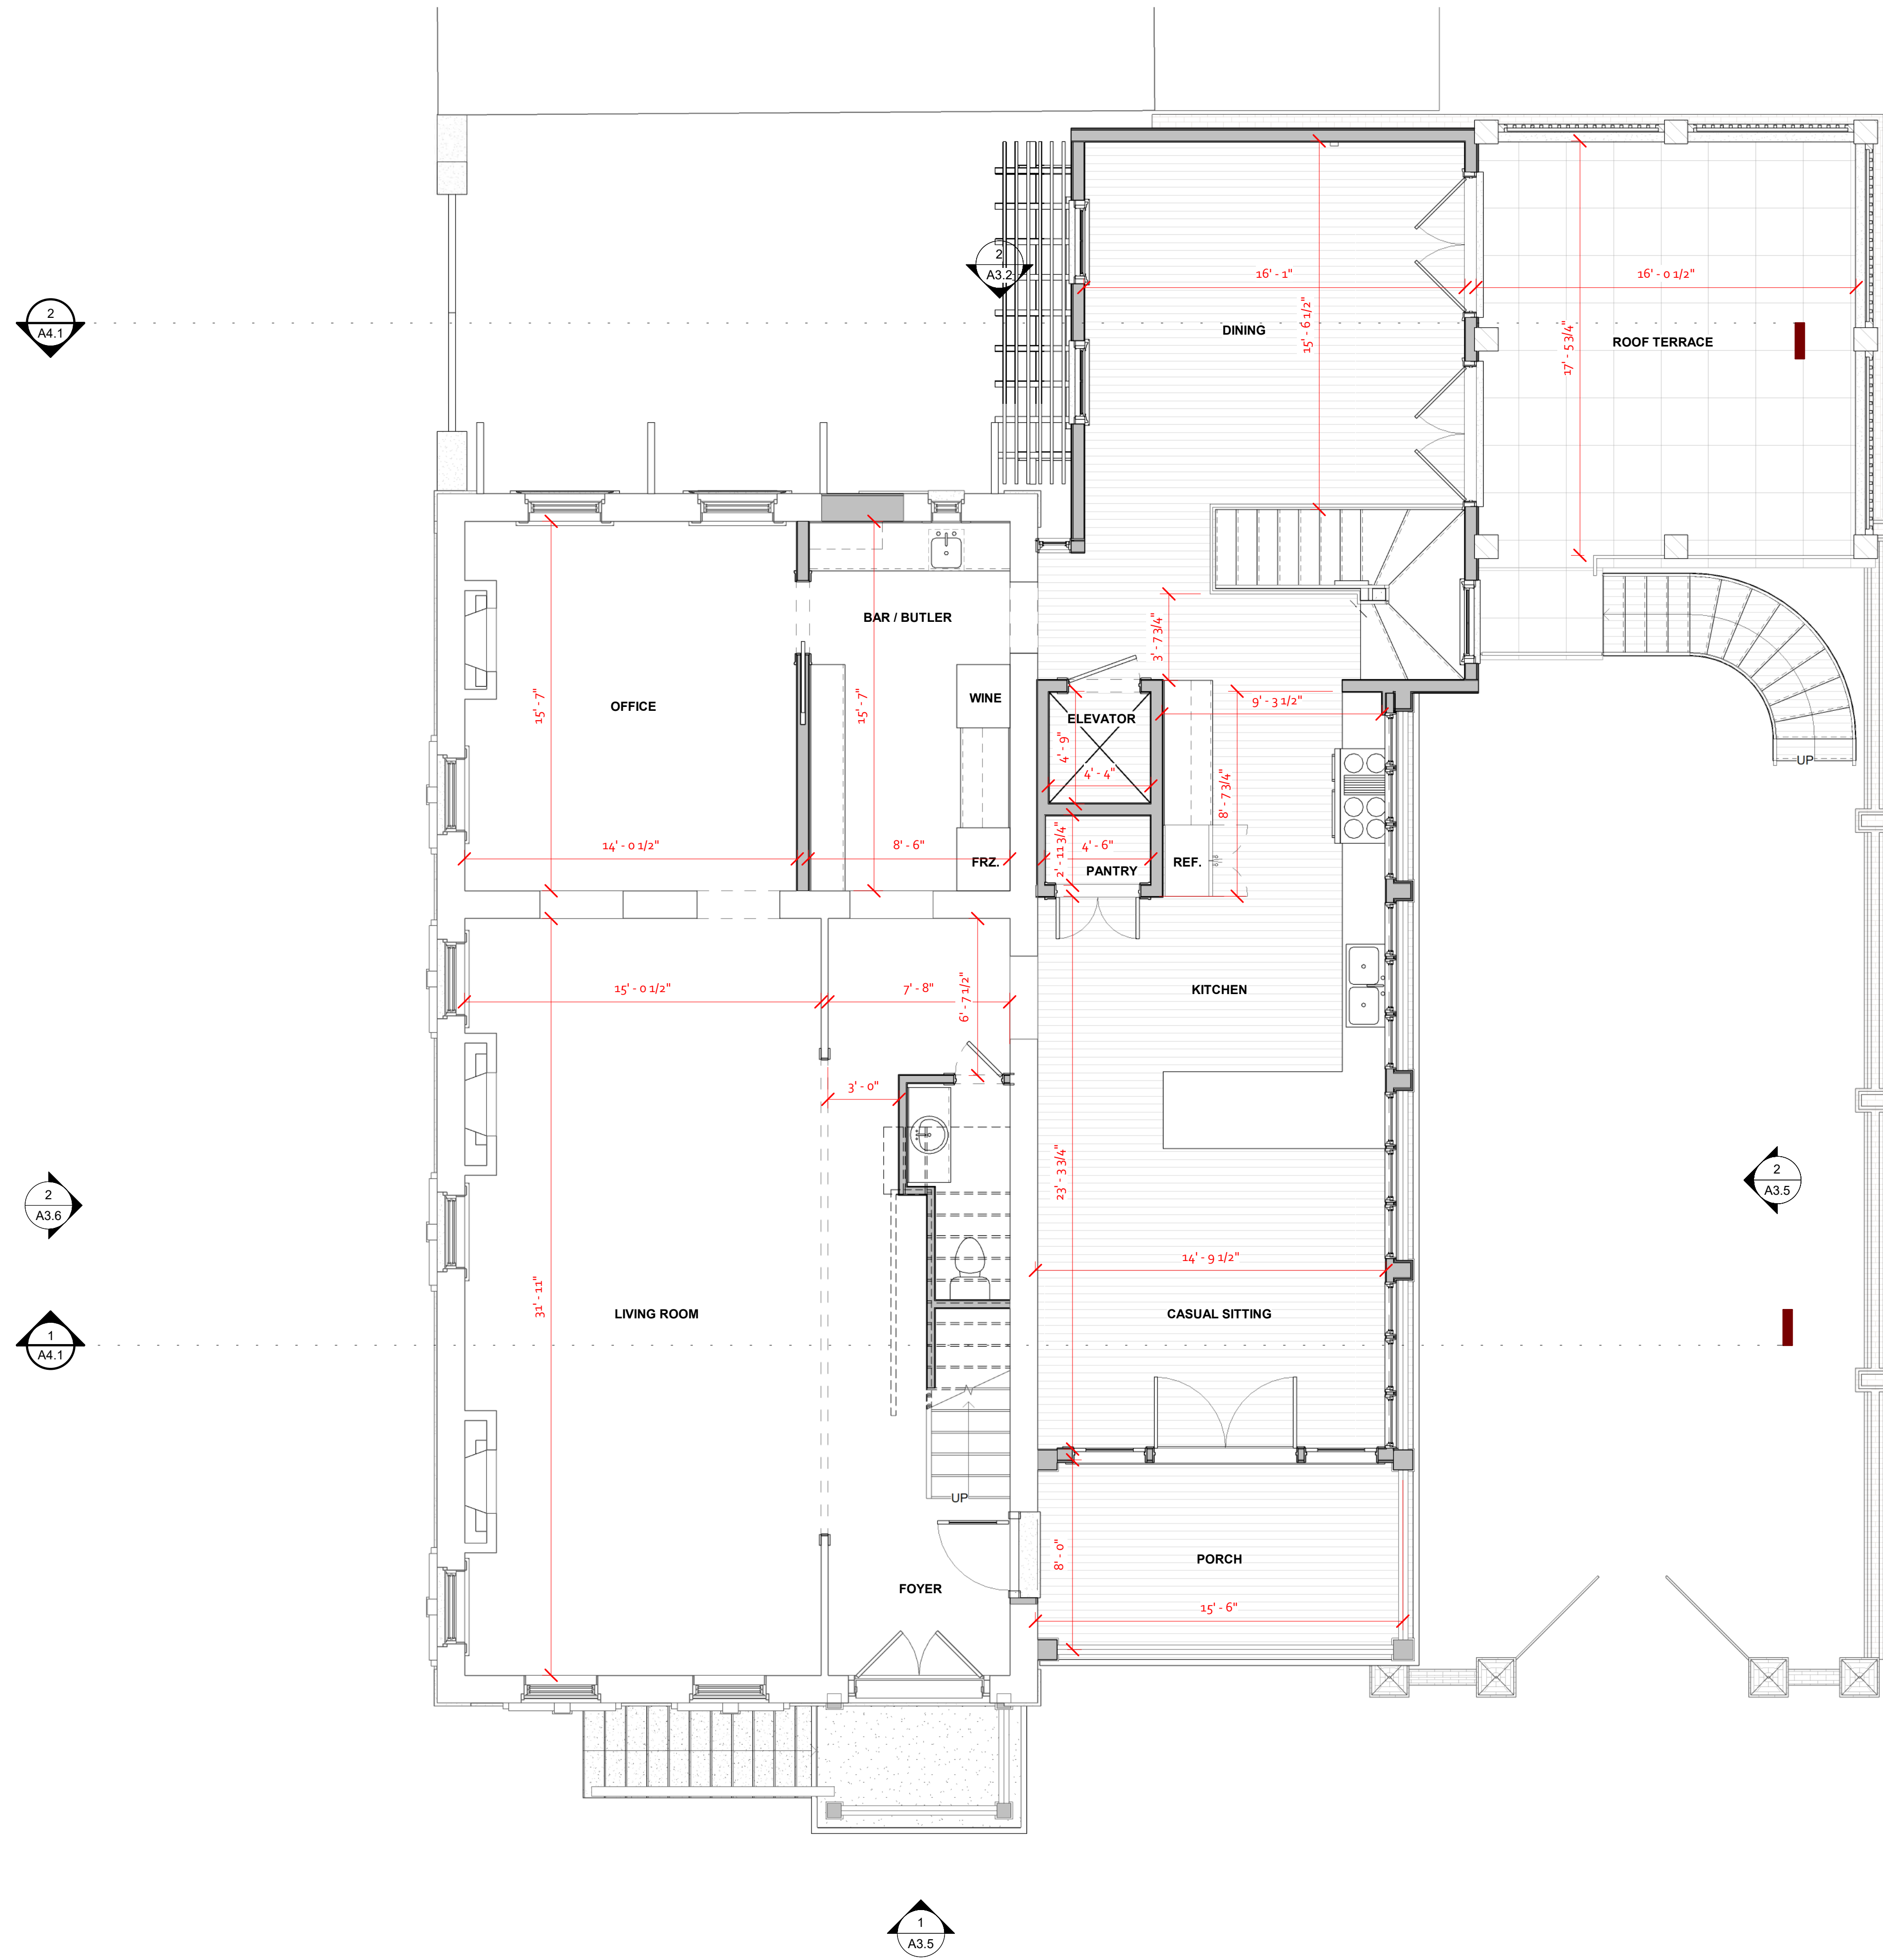 2
A3.2
16' - 1"
16' - 0 1/2"
2
A4.1
DINING
15' - 6 1/2"
17' - 5 3/4"
ROOF TERRACE
BAR / BUTLER
3' - 7 3/4"
15' - 7"
OFFICE
15' - 7"
WINE
ELEVATOR
9' - 3 1/2"
4' - 9"
4' - 4"
8' - 7 3/4"
UP
14' - 0 1/2"
8' - 6"
2' - 11 3/4"
4' - 6"
FRZ.
PANTRY
REF.
15' - 0 1/2"
7' - 8"
6' - 7 1/2"
KITCHEN
3' - 0"
23' - 3 3/4"
2
A3.6
2
A3.5
14' - 9 1/2"
31' - 11"
LIVING ROOM
CASUAL SITTING
1
A4.1
UP
8' - 0"
PORCH
FOYER
15' - 6"
1
A3.5